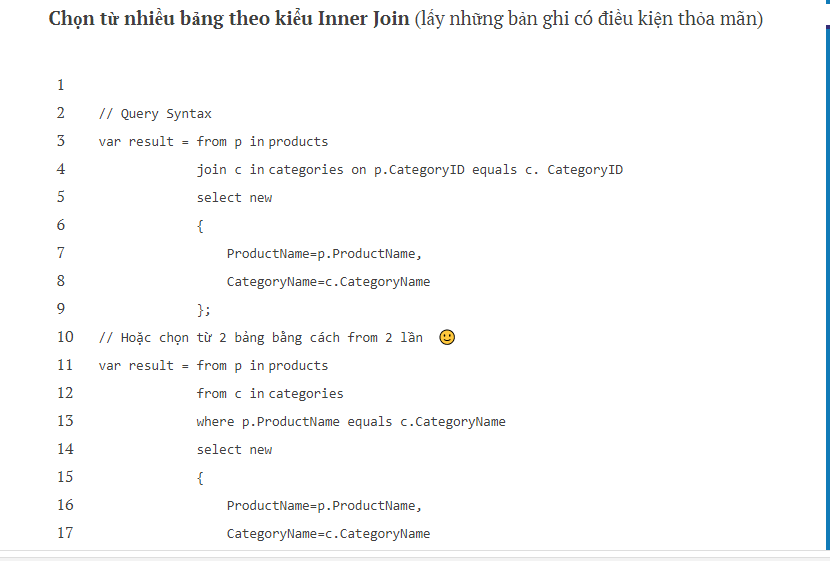 Chọn từ nhiều bảng theo kiểu Inner Join (lấy những bản ghi có điều kiện thỏa mãn)
1
2 // Query Syntax
3 var result = from p in products
4 join c in categories on p.CategoryID equals c. CategoryID
5 select new
6 {
7 ProductName=p.ProductName,
8 CategoryName=c.CategoryName
9 };
10 // Hoặc chọn từ 2 bảng bằng cách from 2 lần 🙂
11 var result = from p in products
12 from c in categories
13 where p.ProductName equals c.CategoryName
14 select new
15 {
16 ProductName=p.ProductName,
17 CategoryName=c.CategoryName